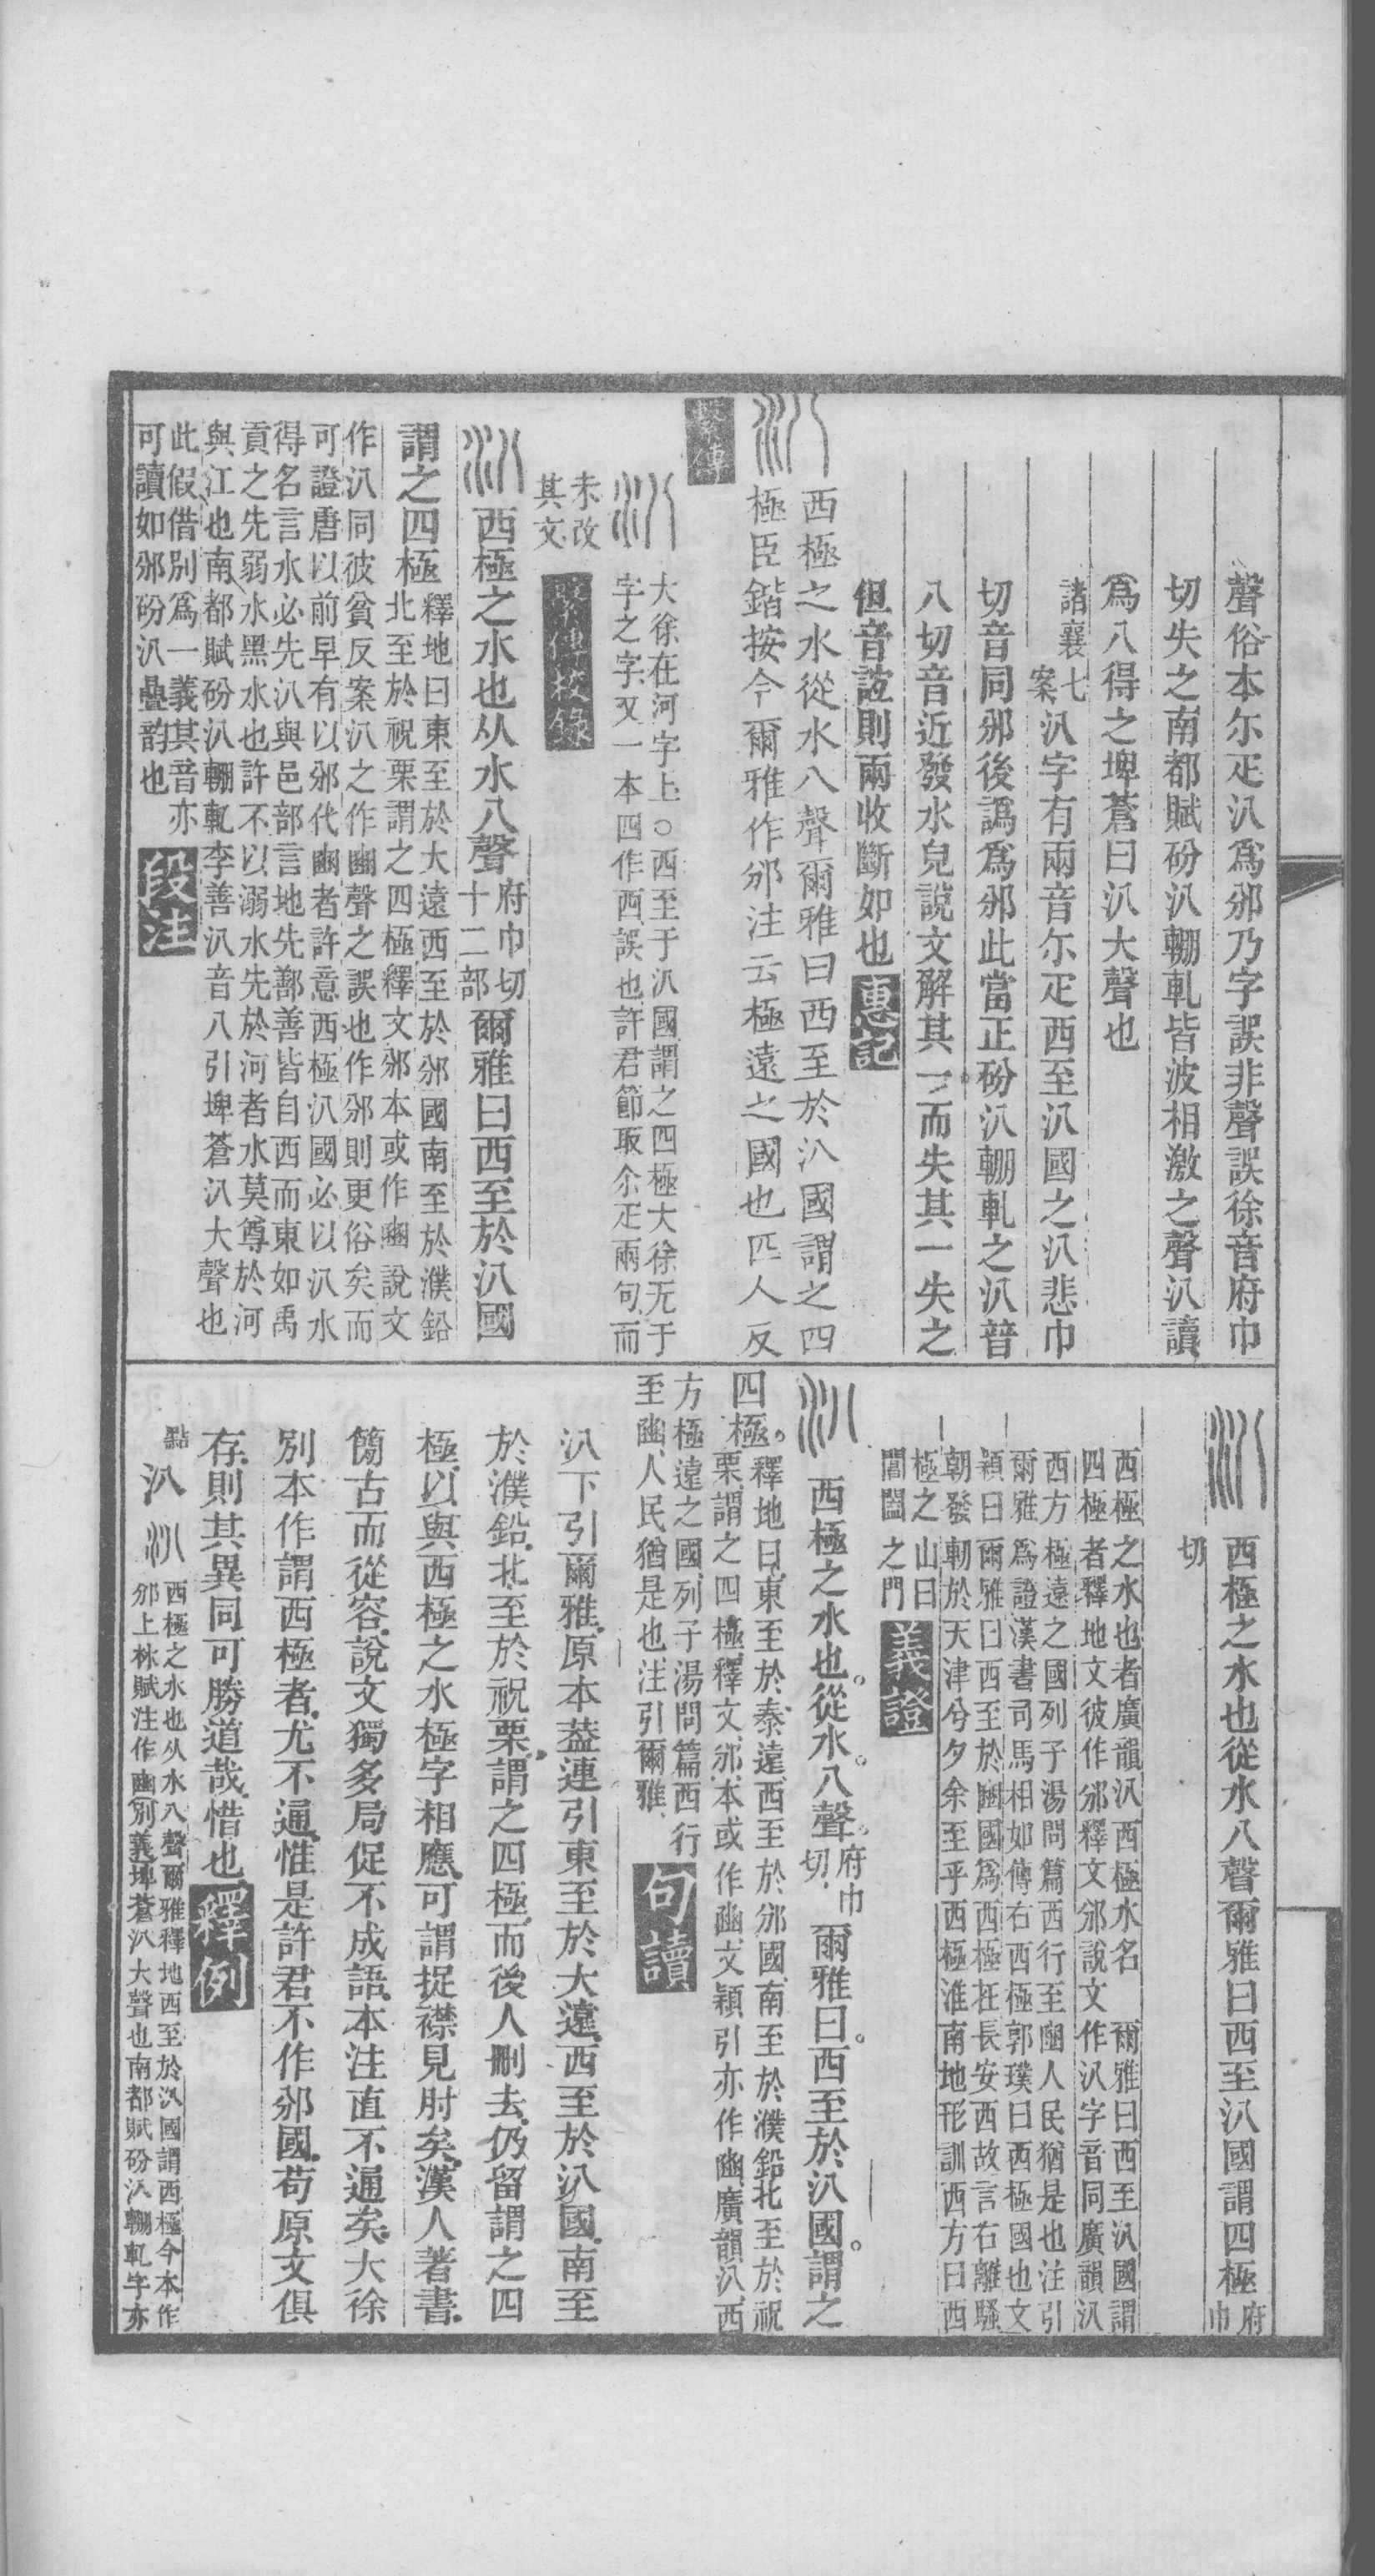 聲俗本尓疋汃爲邠乃字誤非聲誤徐音府巾
切失之南都賦砏汃輣軋皆波相激之聲汃讀
爲八得之埤蒼曰汃大聲也
諸襄七案汃字有兩音尓疋西至汃國之汃悲巾
切音同邠後譌爲邠此當正砏汃輣軋之汃普
八切音近發水皃說文解其一而失其一失之
但音詖則兩收斷如也 惠記
汃 西極之水從水八聲爾雅曰西至於汃國謂之四
極臣鍇按今爾雅作邠注云極遠之國也匹人反
繫傳
汃 大徐在河字上○西至于汃國謂之四極大徐无于
字之字又一本四作西誤也許君節取尒疋兩句而
未改
其文 繫傳校錄
汃 西極之水也从水八聲府巾切十二部爾雅曰西至於汃國
謂之四極釋地曰東至於大遠西至於邠國南至於濮鉛
北至於祝栗謂之四極釋文邠本或作豳說文
作汃同彼貧反案汃之作豳聲之誤也作邠則更俗矣而
可證唐以前早有以邠代豳者許意西極汃國必以汃水
得名言水必先汃與邑部言地先鄯善皆自西而東如禹
貢之先弱水黑水也許不以溺水先於河者水莫尊於河
與江也南都賦砏汃輣軋李善汃音八引埤蒼汃大聲也
此假借別爲一義其音亦
可讀如邠砏汃疊韵也 段注
汃 西極之水也從水八聲爾雅曰西至汃國謂四極府巾
切
西極之水也者廣韻汃西極水名 爾雅曰西至汃國謂
四極者釋地文彼作邠釋文邠說文作汃字音同廣韻汃
西方極遠之國列子湯問篇西行至豳人民猶是也注引
爾雅爲證漢書司馬相如傳右西極郭璞曰西極國也文
穎曰爾雅曰西至於豳國爲西極在長安西故言右離騷
朝發軔於天津兮夕余至乎西極淮南地形訓西方曰西
極之山曰
閶闔之門 義證
汃 西極之水也。從水。八聲。府巾切。爾雅曰。西至於汃國。謂之
四極。釋地曰、東至於泰遠、西至於邠國、南至於濮鉛、北至於祝
栗、謂之四極、釋文、邠、本或作豳、文穎引亦作豳、廣韻、汃、西
方極遠之國、列子湯問篇西行
至豳、人民猶是也、注引爾雅、 句讀
汃下引爾雅、原本葢連引東至於大遠、西至於汃國、南至
於濮鉛、北至於祝栗、謂之四極、而後人刪去、仍留謂之四
極、以與西極之水極字相應、可謂捉襟見肘矣、漢人著書、
簡古而從容、說文獨多局促不成語、本注直不通矣、大徐
別本作謂西極者、尤不通、惟是許君不作邠國、苟原文俱
存、則其異同可勝道哉、惜也、 釋例
點 汃 汃 西極之水也从水八聲爾雅釋地西至於汃國謂西極今本作
邠上林賦注作豳別義埤蒼汃大聲也南都賦砏汃輣軋字亦